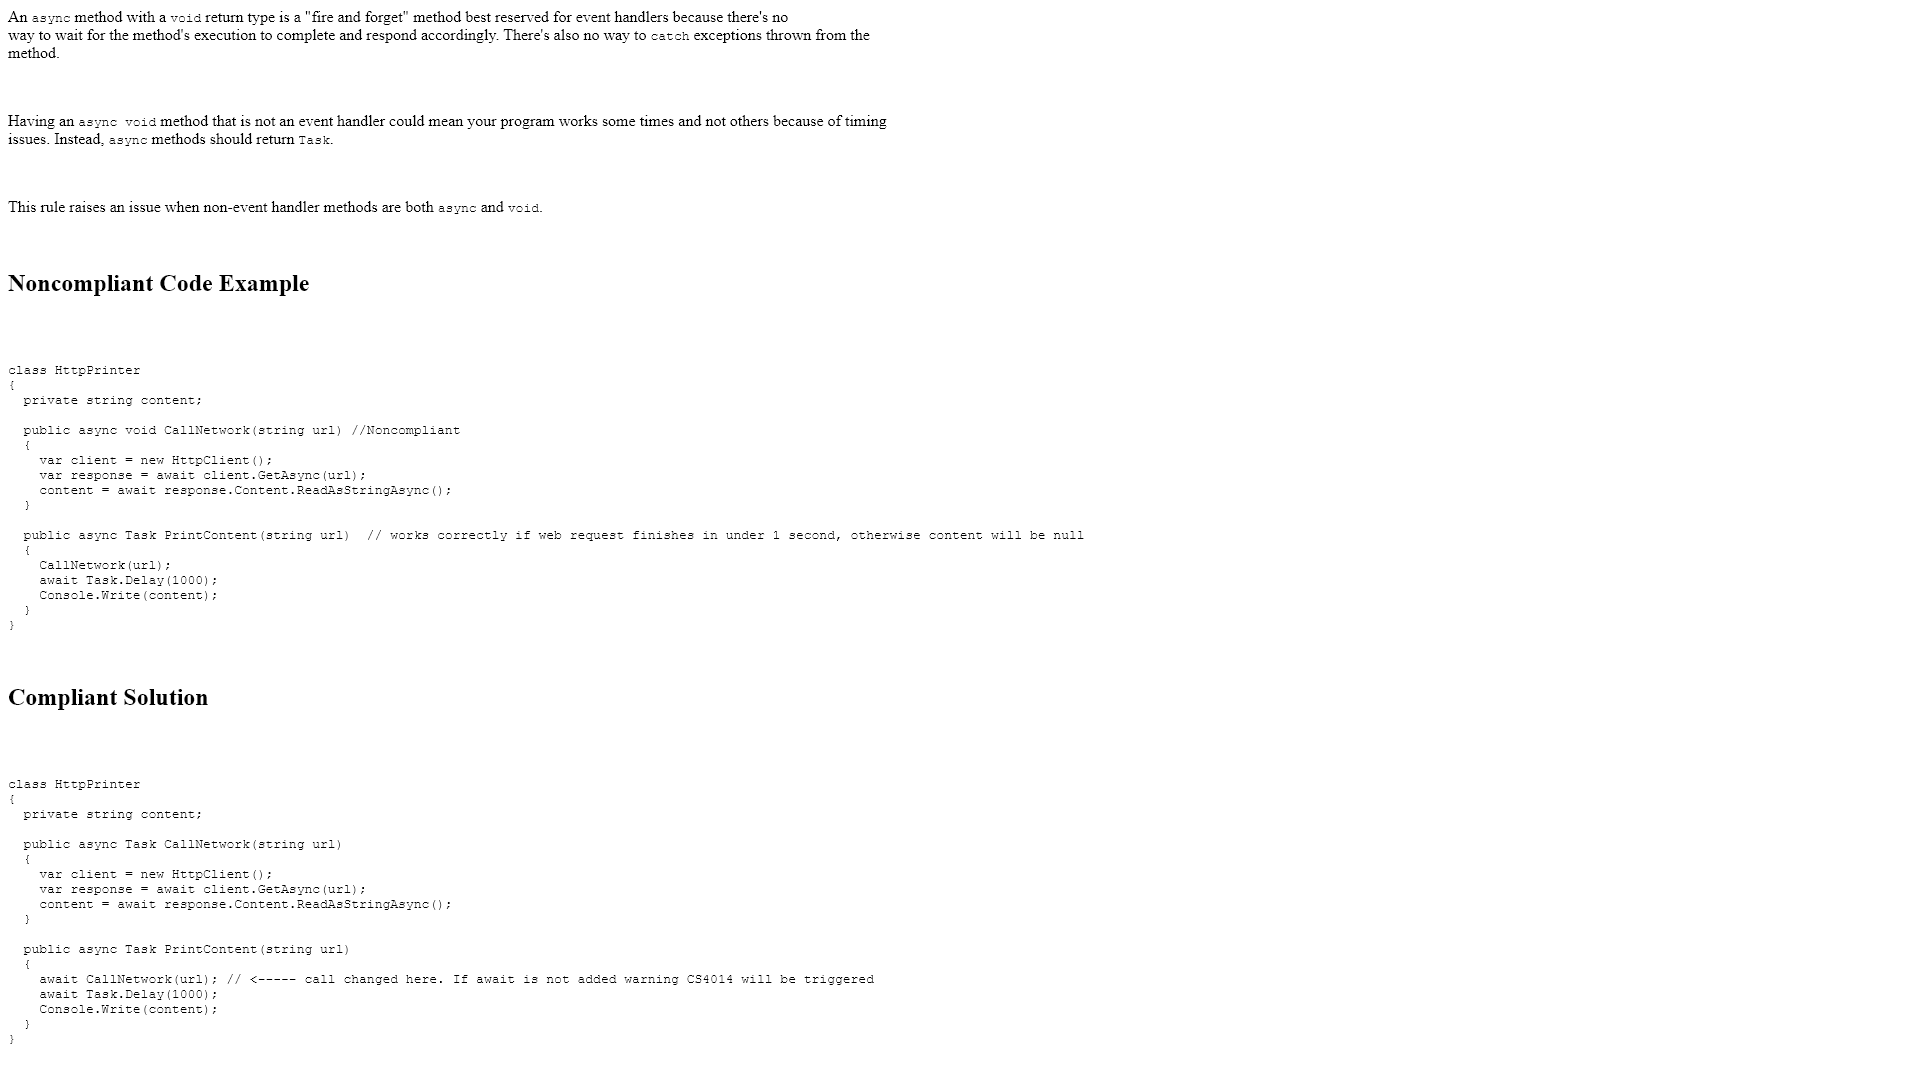 An async method with a void return type is a "fire and forget" method best reserved for event handlers because there's no
way to wait for the method's execution to complete and respond accordingly. There's also no way to catch exceptions thrown from the
method.
Having an async void method that is not an event handler could mean your program works some times and not others because of timing
issues. Instead, async methods should return Task.
This rule raises an issue when non-event handler methods are both async and void.
Noncompliant Code Example
class HttpPrinter
{
  private string content;
  public async void CallNetwork(string url) //Noncompliant
  {
    var client = new HttpClient();
    var response = await client.GetAsync(url);
    content = await response.Content.ReadAsStringAsync();
  }
  public async Task PrintContent(string url)  // works correctly if web request finishes in under 1 second, otherwise content will be null
  {
    CallNetwork(url);
    await Task.Delay(1000);
    Console.Write(content);
  }
}
Compliant Solution
class HttpPrinter
{
  private string content;
  public async Task CallNetwork(string url)
  {
    var client = new HttpClient();
    var response = await client.GetAsync(url);
    content = await response.Content.ReadAsStringAsync();
  }
  public async Task PrintContent(string url)
  {
    await CallNetwork(url); // <----- call changed here. If await is not added warning CS4014 will be triggered
    await Task.Delay(1000);
    Console.Write(content);
  }
}